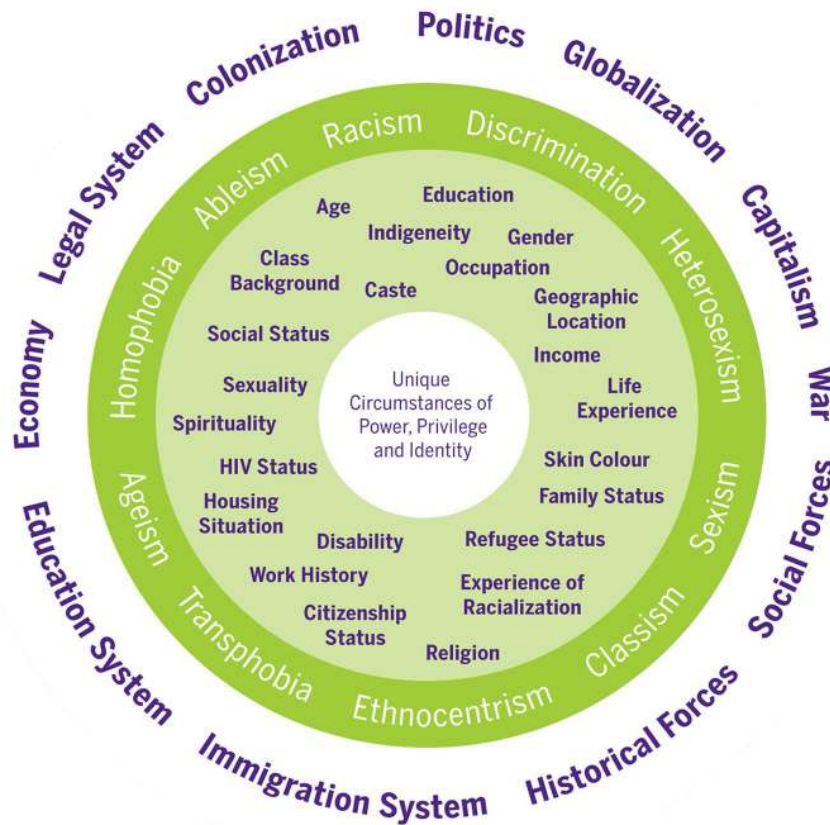 Politics
Globalization
Capitalism
War
Social Forces
Historical Forces
Immigration System
Education System
Economy
Legal System
Colonization
Racism
Discrimination
Heterosexism
Sexism
Classism
Ethnocentrism
Transphobia
Ageism
Homophobia
Ableism
Age
Education
Indigeneity
Gender
Class
Background
Caste
Occupation
Geographic
Location
Social Status
Income
Sexuality
Life
Experience
Spirituality
HIV Status
Skin Colour
Family Status
Housing
Situation
Disability
Refugee Status
Work History
Experience of
Racialization
Citizenship
Status
Religion
Unique
Circumstances of
Power, Privilege
and Identity